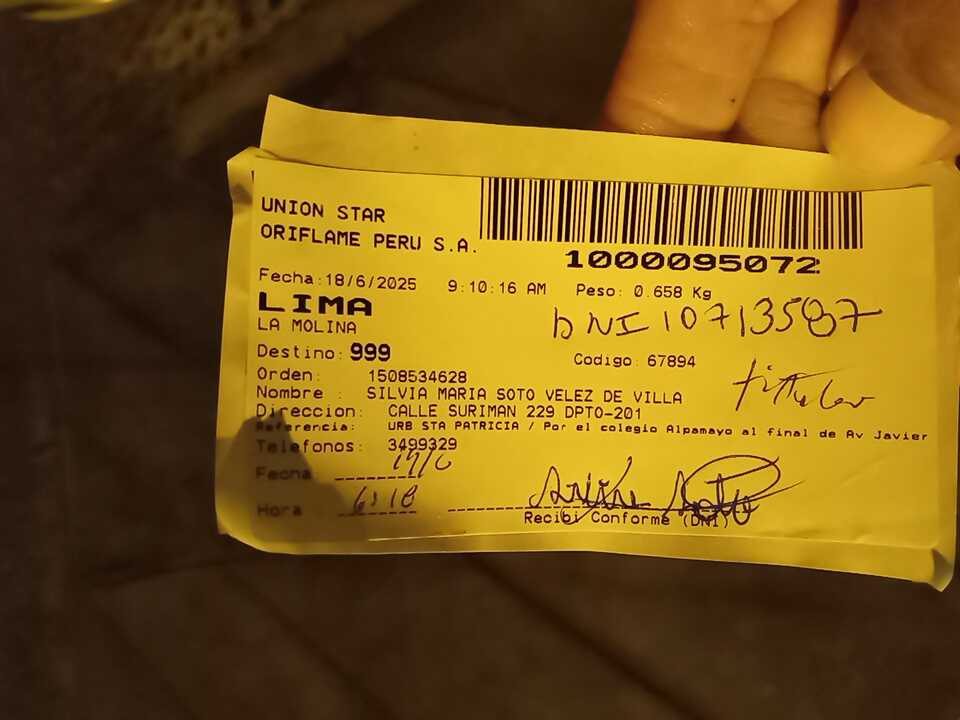 UNION STAR
ORIFLAME PERU S.A.
1000095072
Fecha:18/6/2025 9:10:16 AM Peso: 0.658 Kg
LIMA
LA MOLINA
DNI 10713587
Destino: 999 Codigo: 67894
Orden: 1508534628
Nombre : SILVIA MARIA SOTO VELEZ DE VILLA
Direccion: CALLE SURIMAN 229 DPTO-201
Referencia: URB STA PATRICIA / Por el colegio Alpamayo al final de Av Javier
Telefonos: 3499329
Fecha 19/6
Hora 6:18
Recibi Conforme (DNI)